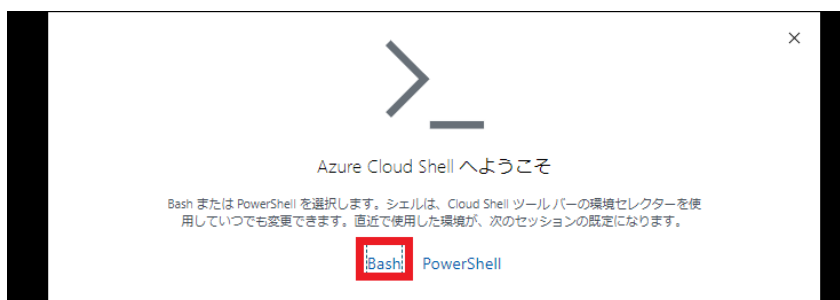 Azure Cloud Shell へようこそ
Bash または PowerShell を選択します。シェルは、Cloud Shell ツール バーの環境セレクターを使
用していつでも変更できます。直近で使用した環境が、次のセッションの既定になります。
Bash PowerShell